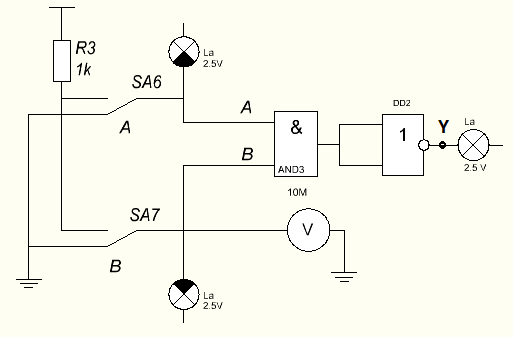 R3
1k
La
2.5V
SA6
A
A
B
&
AND3
10M
DD2
1
Y
La
2.5 V
SA7
B
V
La
2.5V